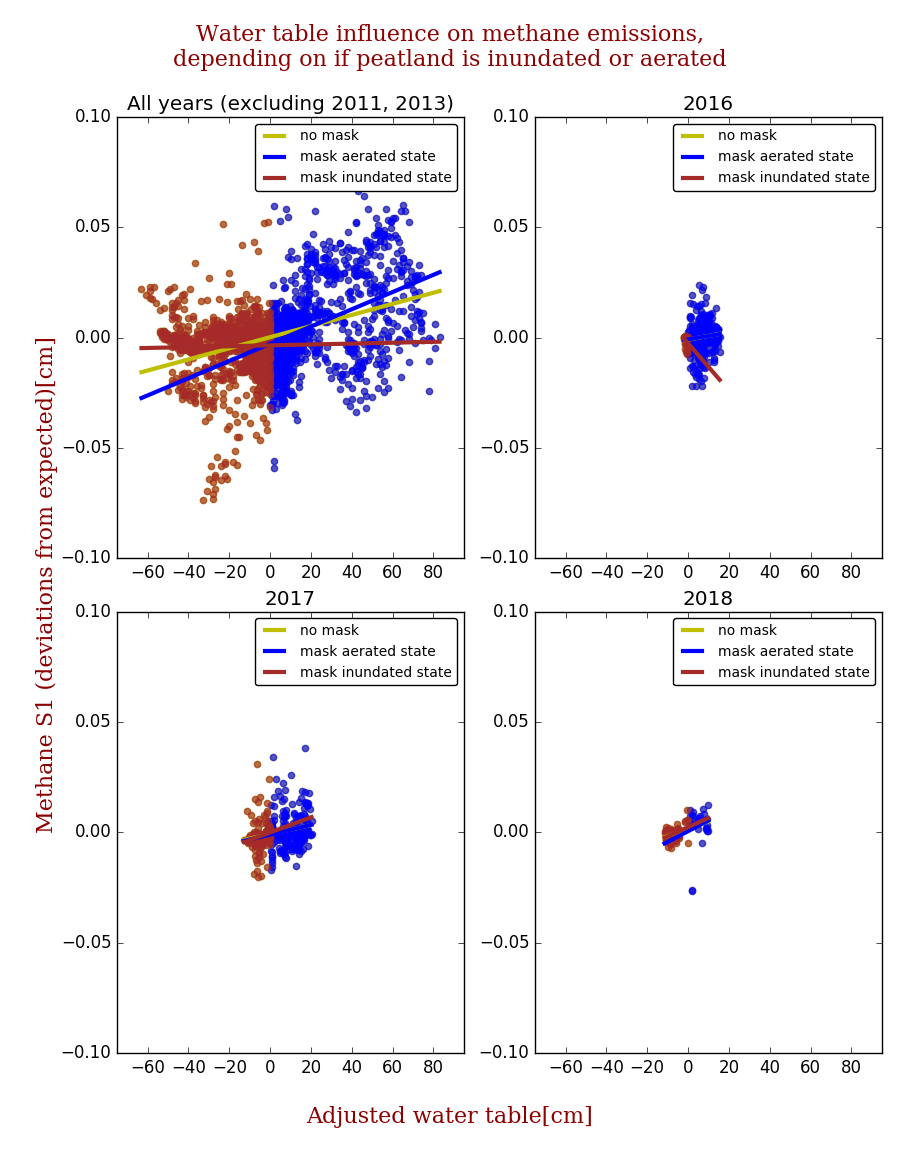 Water table influence on methane emissions,
depending on if peatland is inundated or aerated
All years (excluding 2011, 2013)
0.10
0.05
0.00
−0.05
−0.10
no mask
mask aerated state
mask inundated state
−60 −40 −20 0 20 40 60 80
2016
0.10
0.05
0.00
−0.05
−0.10
no mask
mask aerated state
mask inundated state
−60 −40 −20 0 20 40 60 80
2017
0.10
0.05
0.00
−0.05
−0.10
no mask
mask aerated state
mask inundated state
−60 −40 −20 0 20 40 60 80
2018
0.10
0.05
0.00
−0.05
−0.10
no mask
mask aerated state
mask inundated state
−60 −40 −20 0 20 40 60 80
Methane S1 (deviations from expected)[cm]
Adjusted water table[cm]